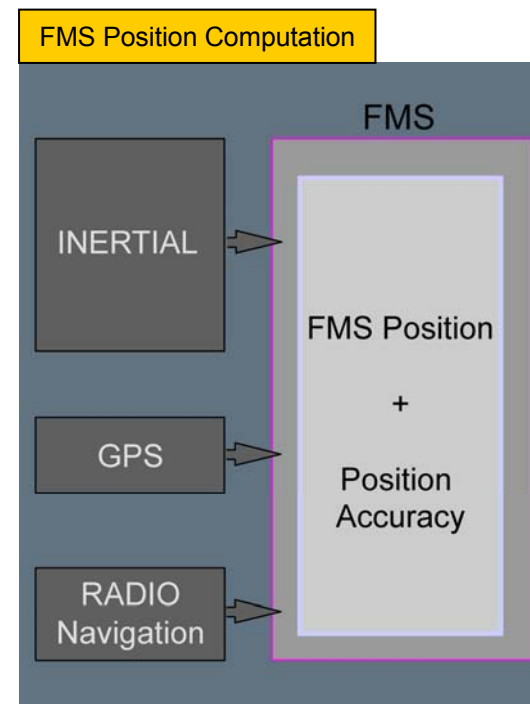 FMS Position Computation
FMS
INERTIAL
GPS
RADIO
Navigation
FMS Position
+
Position
Accuracy